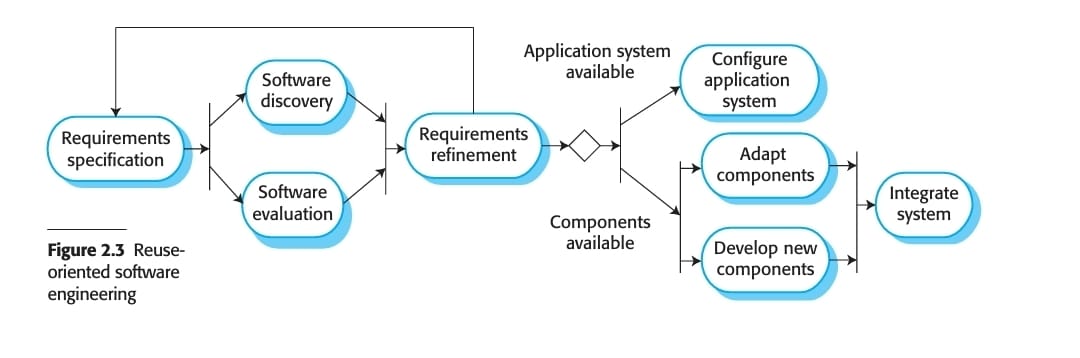 Application system
available
Configure
application
system
Software
discovery
Requirements
specification
Requirements
refinement
Adapt
components
Software
evaluation
Integrate
system
Components
available
Develop new
components
Figure 2.3 Reuse-
oriented software
engineering